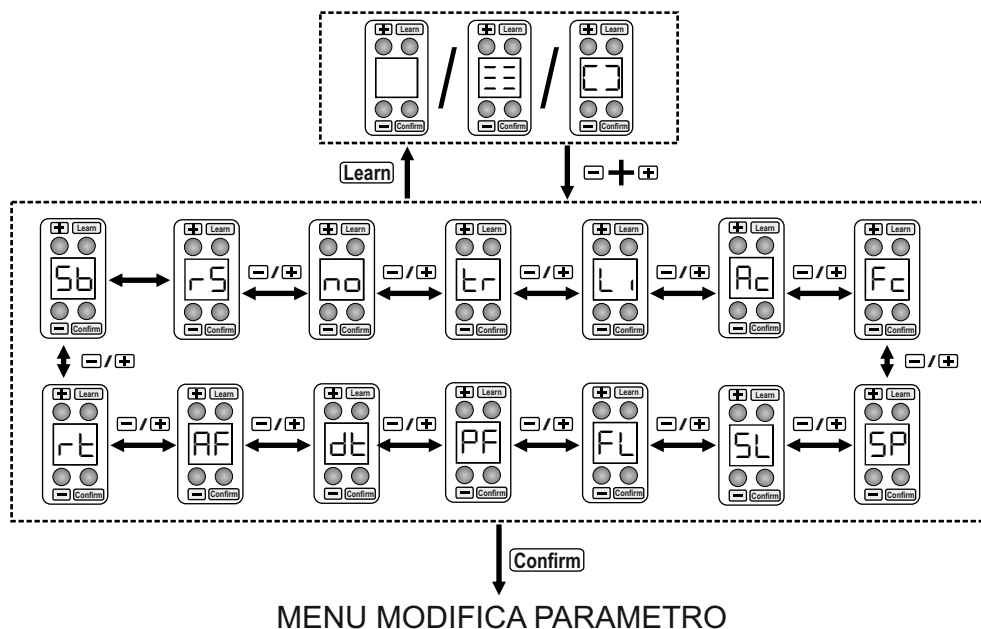 + Learn + Learn + Learn
/ /
− Confirm − Confirm − Confirm
Learn − + +
+ Learn + Learn + Learn + Learn + Learn + Learn + Learn
− / + − / + − / + − / + − / +
Sb rS no tr Li Ac Fc
− Confirm − Confirm − Confirm − Confirm − Confirm − Confirm − Confirm
− / + − / +
+ Learn + Learn + Learn + Learn + Learn + Learn + Learn
− / + − / + − / + − / + − / + − / +
rt AF dt PF FL SL SP
− Confirm − Confirm − Confirm − Confirm − Confirm − Confirm − Confirm
Confirm
MENU MODIFICA PARAMETRO